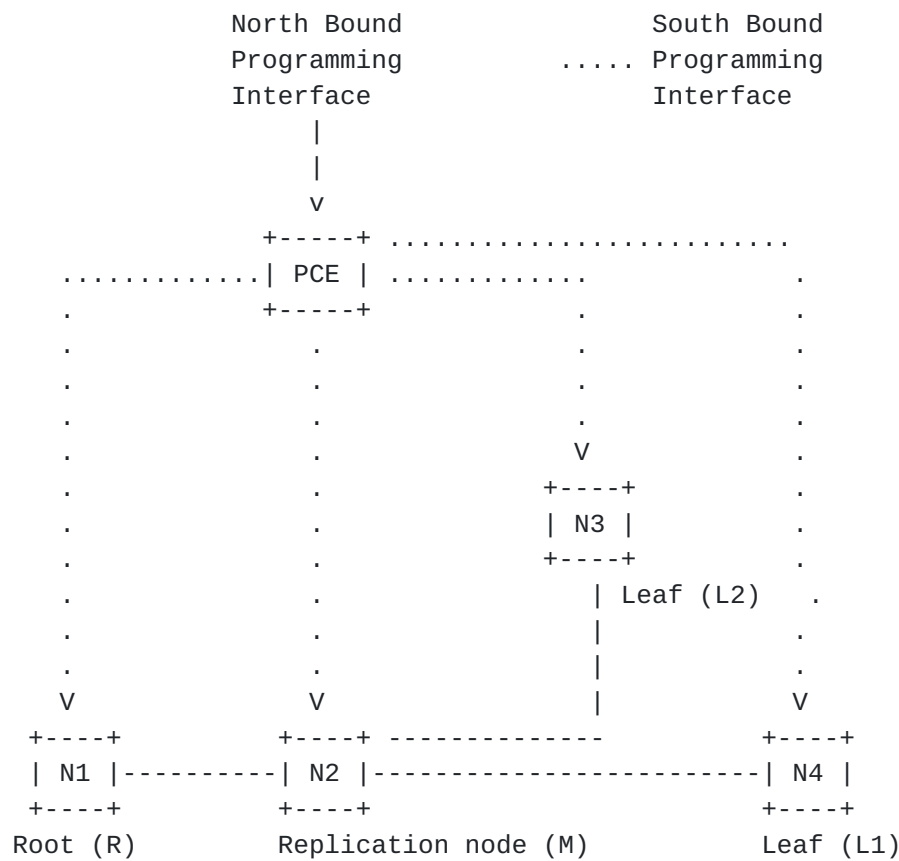 North Bound South Bound
Programming ..... Programming
Interface Interface
|
|
v
+-----+ ..........................
.............| PCE | ............. .
. +-----+ . .
. . . .
. . . .
. . . .
. . V .
. . +----+ .
. . | N3 | .
. . +----+ .
. . | Leaf (L2) .
. . | .
. . | .
V V | V
+----+ +----+ -------------- +----+
| N1 |----------| N2 |-------------------------| N4 |
+----+ +----+ +----+
Root (R) Replication node (M) Leaf (L1)